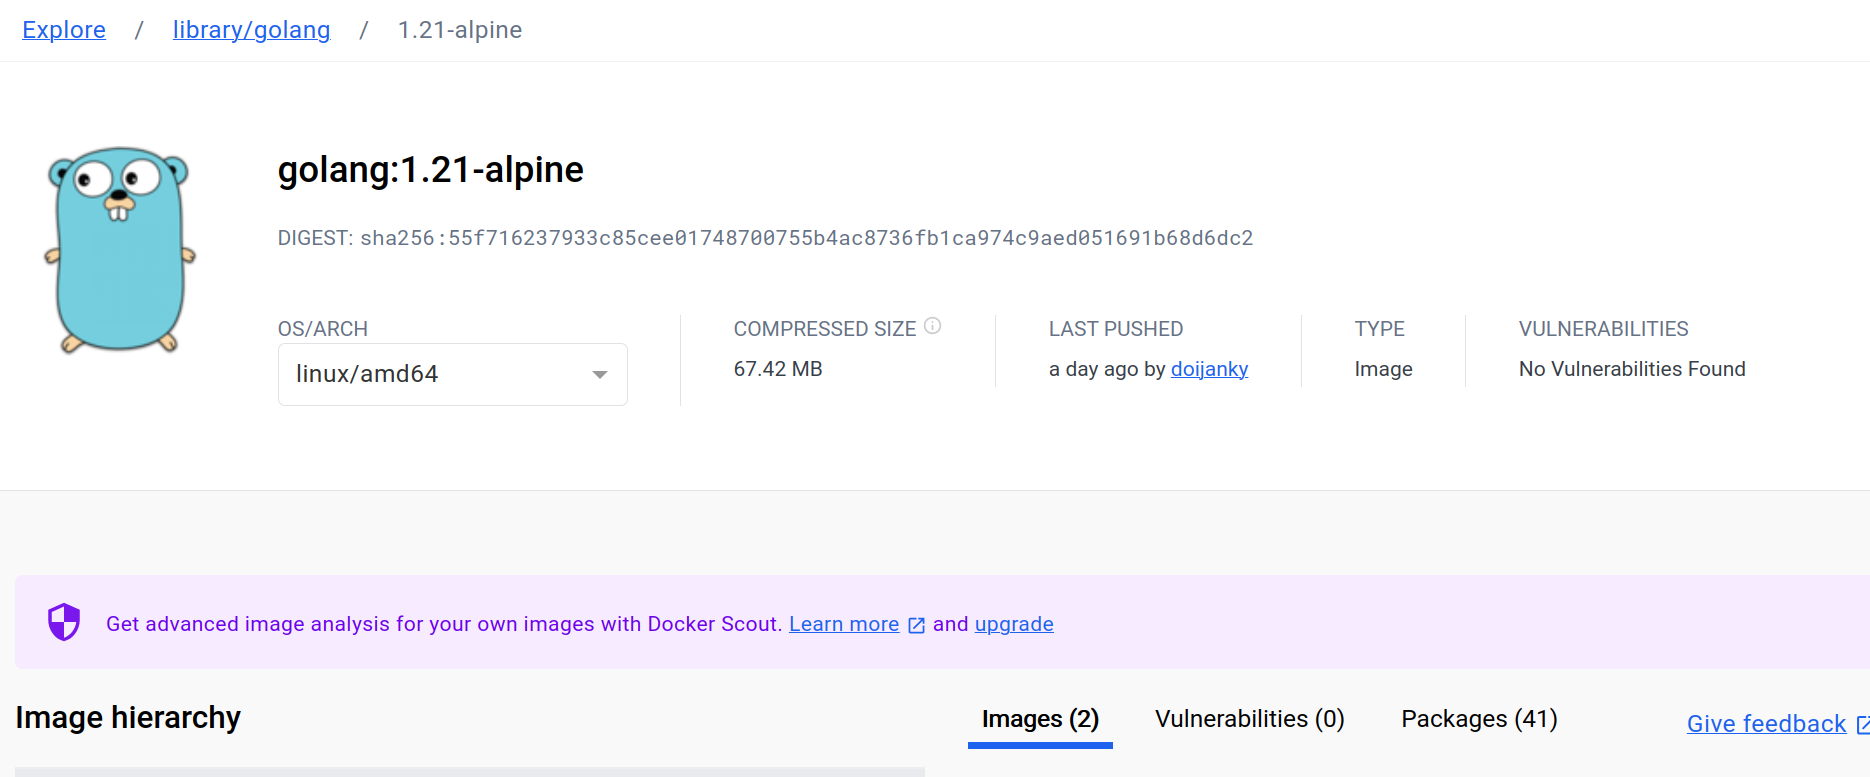 Explore / library/golang / 1.21-alpine
golang:1.21-alpine
DIGEST: sha256:55f716237933c85cee01748700755b4ac8736fb1ca974c9aed051691b68d6dc2
OS/ARCH
linux/amd64
COMPRESSED SIZE
67.42 MB
LAST PUSHED
a day ago by doijanky
TYPE
Image
VULNERABILITIES
No Vulnerabilities Found
Get advanced image analysis for your own images with Docker Scout. Learn more and upgrade
Image hierarchy
Images (2) Vulnerabilities (0) Packages (41) Give feedback